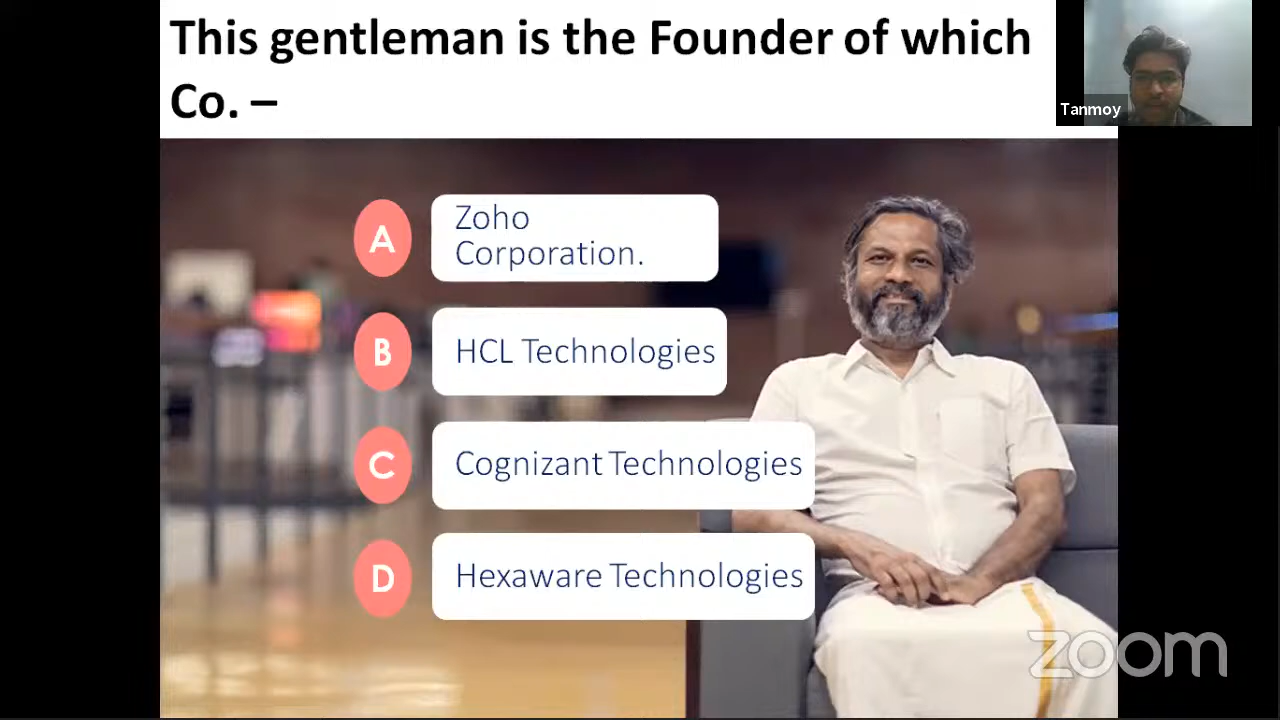 This gentleman is the Founder of which
Co. –
Tanmoy
A
Zoho
Corporation.
B
HCL Technologies
C
Cognizant Technologies
D
Hexaware Technologies
zoom